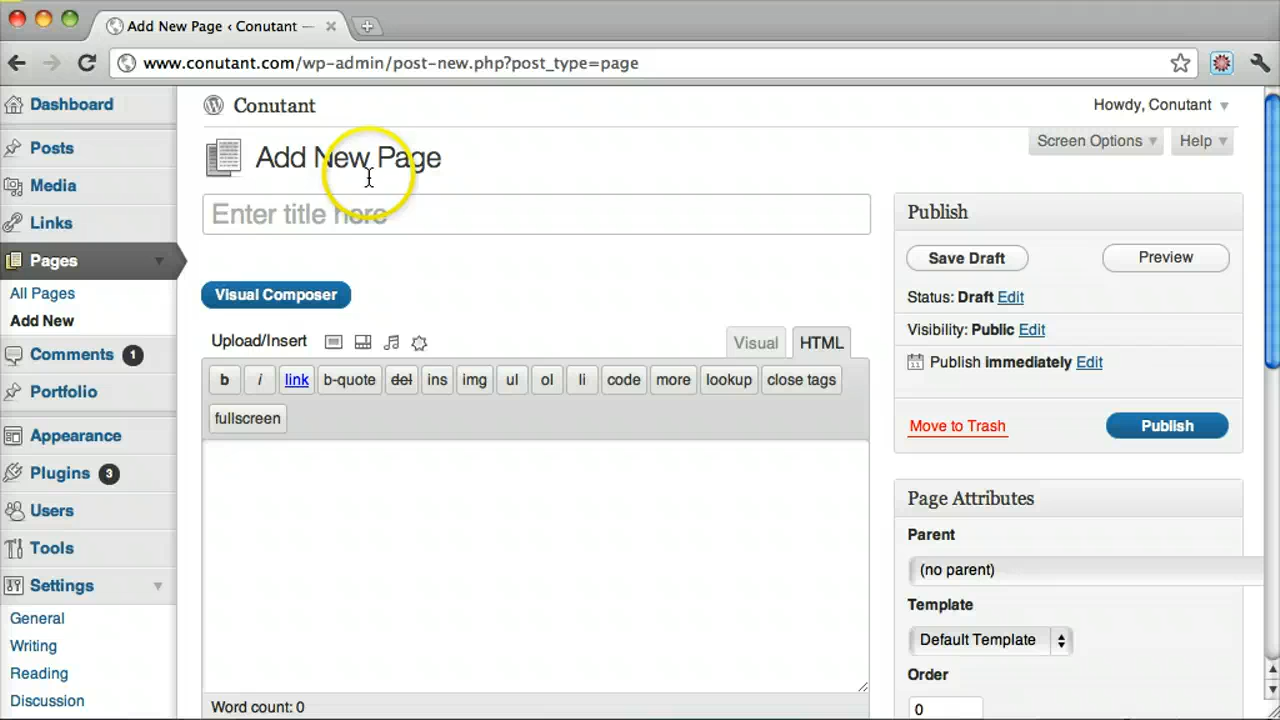 Add New Page ‹ Conutant —
www.conutant.com/wp-admin/post-new.php?post_type=page
Dashboard
Posts
Media
Links
Pages
All Pages
Add New
Comments 1
Portfolio
Appearance
Plugins 3
Users
Tools
Settings
General
Writing
Reading
Discussion
Conutant
Howdy, Conutant
Screen Options
Help
Add New Page
Enter title here
Visual Composer
Upload/Insert
Visual
HTML
b
i
link
b-quote
del
ins
img
ul
ol
li
code
more
lookup
close tags
fullscreen
Word count: 0
Publish
Save Draft
Preview
Status: Draft Edit
Visibility: Public Edit
Publish immediately Edit
Move to Trash
Publish
Page Attributes
Parent
(no parent)
Template
Default Template
Order
0